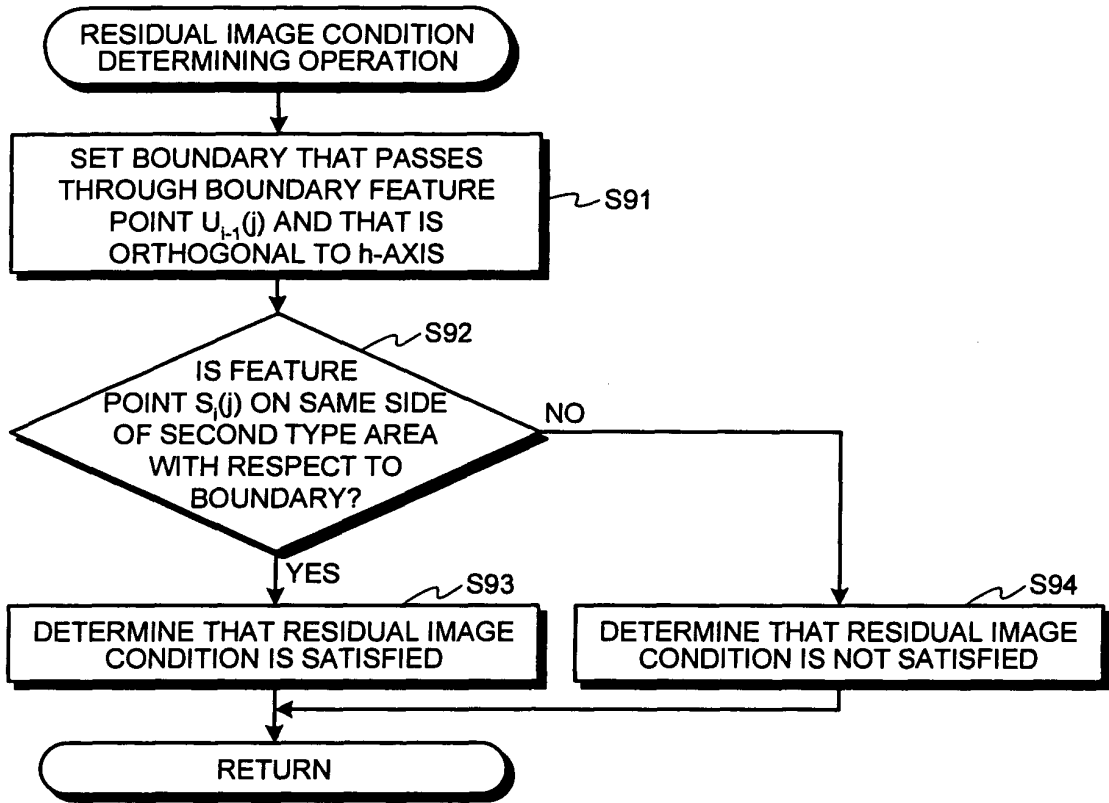 RESIDUAL IMAGE CONDITION
DETERMINING OPERATION
SET BOUNDARY THAT PASSES
THROUGH BOUNDARY FEATURE
POINT U_{i-1}(j) AND THAT IS
ORTHOGONAL TO h-AXIS
S91
S92
IS FEATURE
POINT S_i(j) ON SAME SIDE
OF SECOND TYPE AREA
WITH RESPECT TO
BOUNDARY?
NO
YES
S93
DETERMINE THAT RESIDUAL IMAGE
CONDITION IS SATISFIED
S94
DETERMINE THAT RESIDUAL IMAGE
CONDITION IS NOT SATISFIED
RETURN